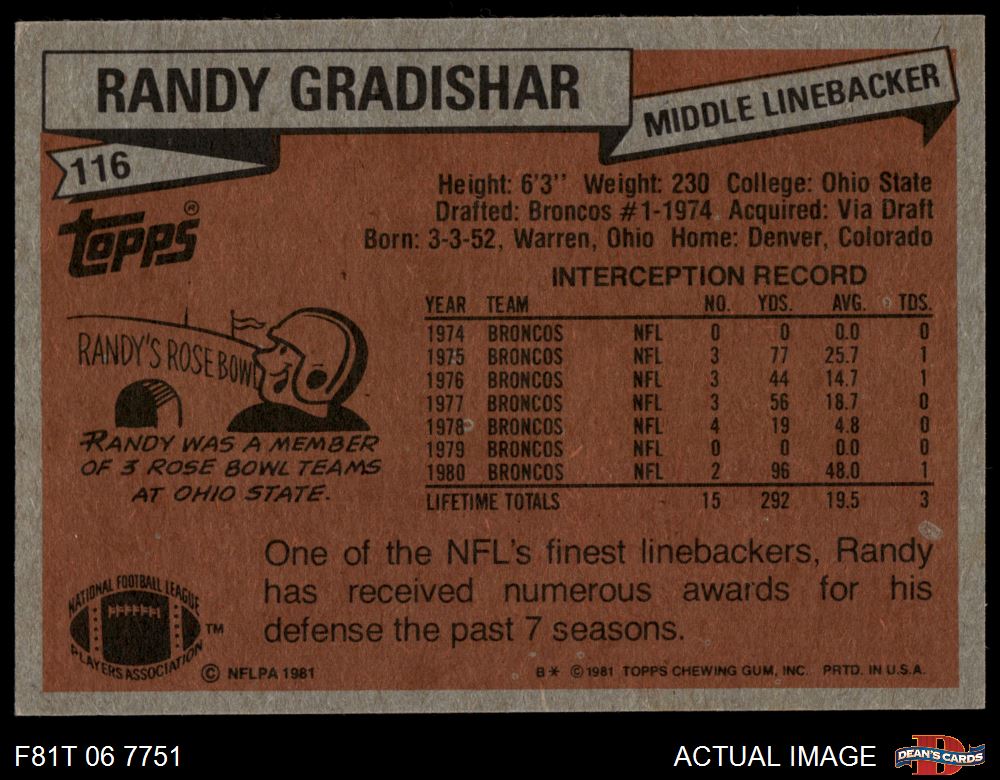 RANDY GRADISHAR
MIDDLE LINEBACKER
116
topps®
Height: 6'3'' Weight: 230 College: Ohio State
Drafted: Broncos #1-1974 Acquired: Via Draft
Born: 3-3-52, Warren, Ohio Home: Denver, Colorado
INTERCEPTION RECORD
YEAR TEAM NO. YDS. AVG. TDS.
1974 BRONCOS NFL 0 0 0.0 0
1975 BRONCOS NFL 3 77 25.7 1
1976 BRONCOS NFL 3 44 14.7 1
1977 BRONCOS NFL 3 56 18.7 0
1978 BRONCOS NFL 4 19 4.8 0
1979 BRONCOS NFL 0 0 0.0 0
1980 BRONCOS NFL 2 96 48.0 1
LIFETIME TOTALS 15 292 19.5 3
RANDY'S ROSE BOWL
RANDY WAS A MEMBER
OF 3 ROSE BOWL TEAMS
AT OHIO STATE.
One of the NFL's finest linebackers, Randy
has received numerous awards for his
defense the past 7 seasons.
NATIONAL FOOTBALL LEAGUE
PLAYERS ASSOCIATION
TM
© NFLPA 1981
B* © 1981 TOPPS CHEWING GUM, INC. PRTD. IN U.S.A.
F81T 06 7751
ACTUAL IMAGE
D
DEAN'S CARDS